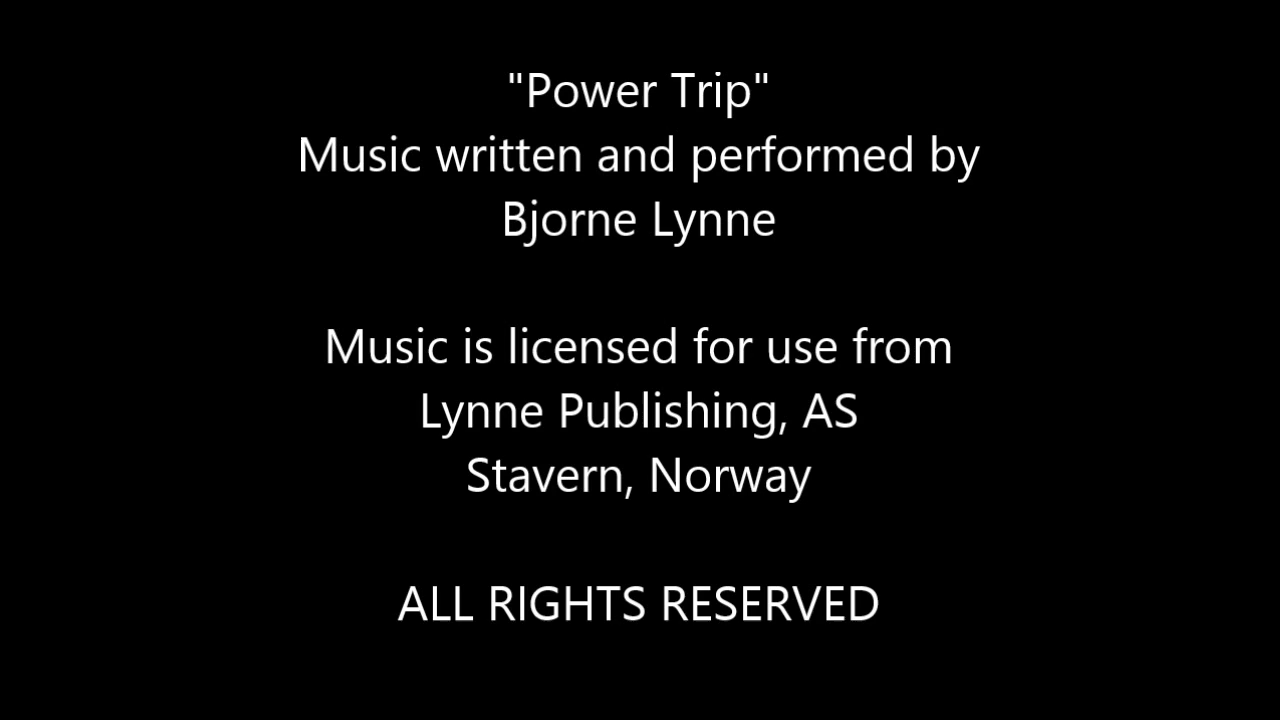 "Power Trip"
Music written and performed by
Bjorne Lynne
Music is licensed for use from
Lynne Publishing, AS
Stavern, Norway
ALL RIGHTS RESERVED